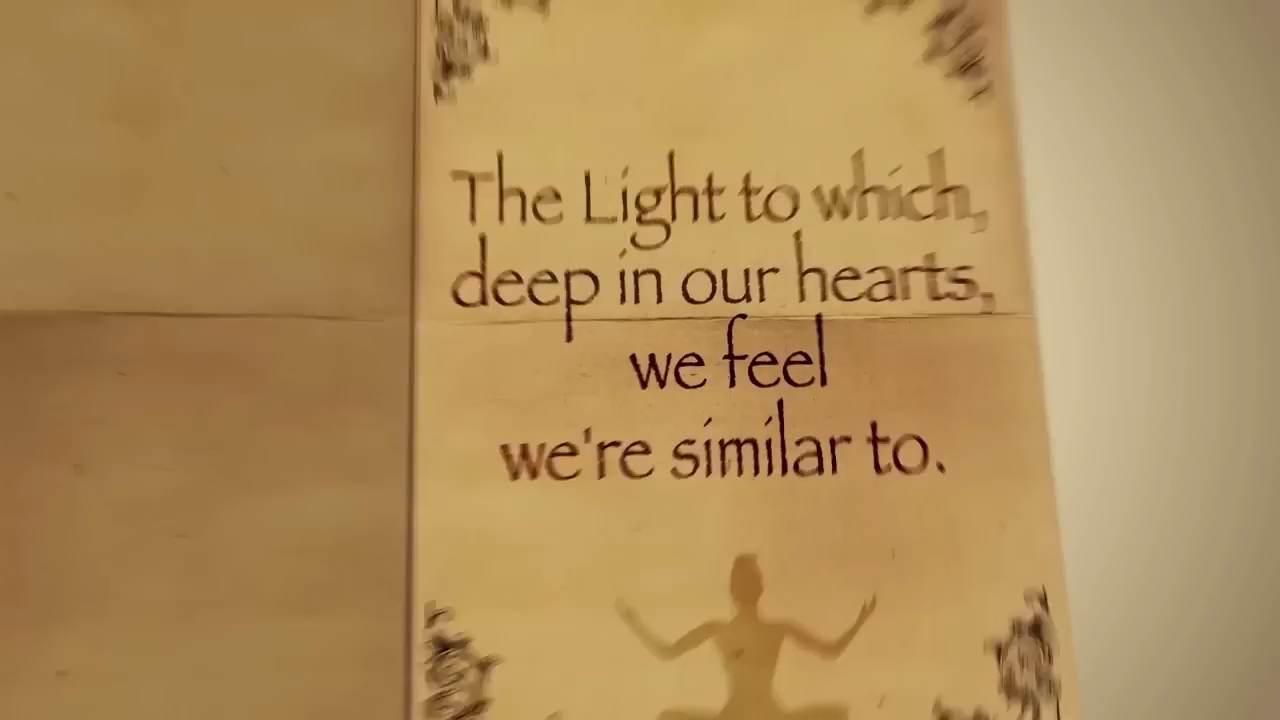 The Light to which,
deep in our hearts,
we feel
we're similar to.